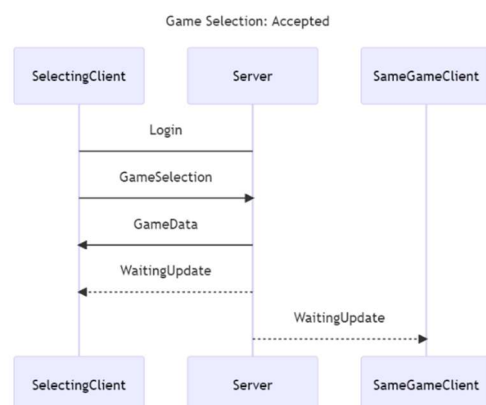 Game Selection: Accepted
SelectingClient Server SameGameClient
Login
GameSelection
GameData
WaitingUpdate
WaitingUpdate
SelectingClient Server SameGameClient